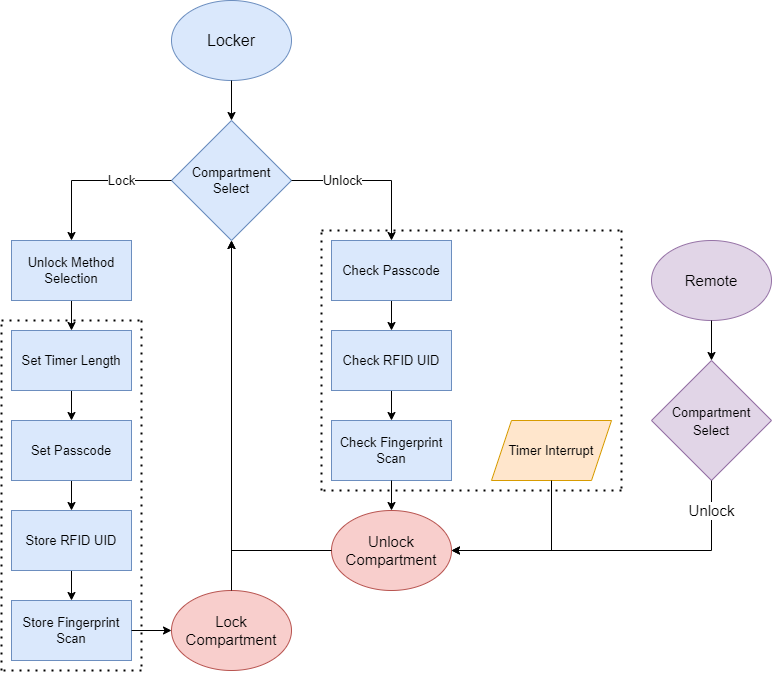 Locker
Compartment
Select
Lock
Unlock
Unlock Method
Selection
Check Passcode
Remote
Set Timer Length
Check RFID UID
Compartment
Select
Set Passcode
Check Fingerprint
Scan
Timer Interrupt
Unlock
Store RFID UID
Unlock
Compartment
Store Fingerprint
Scan
Lock
Compartment